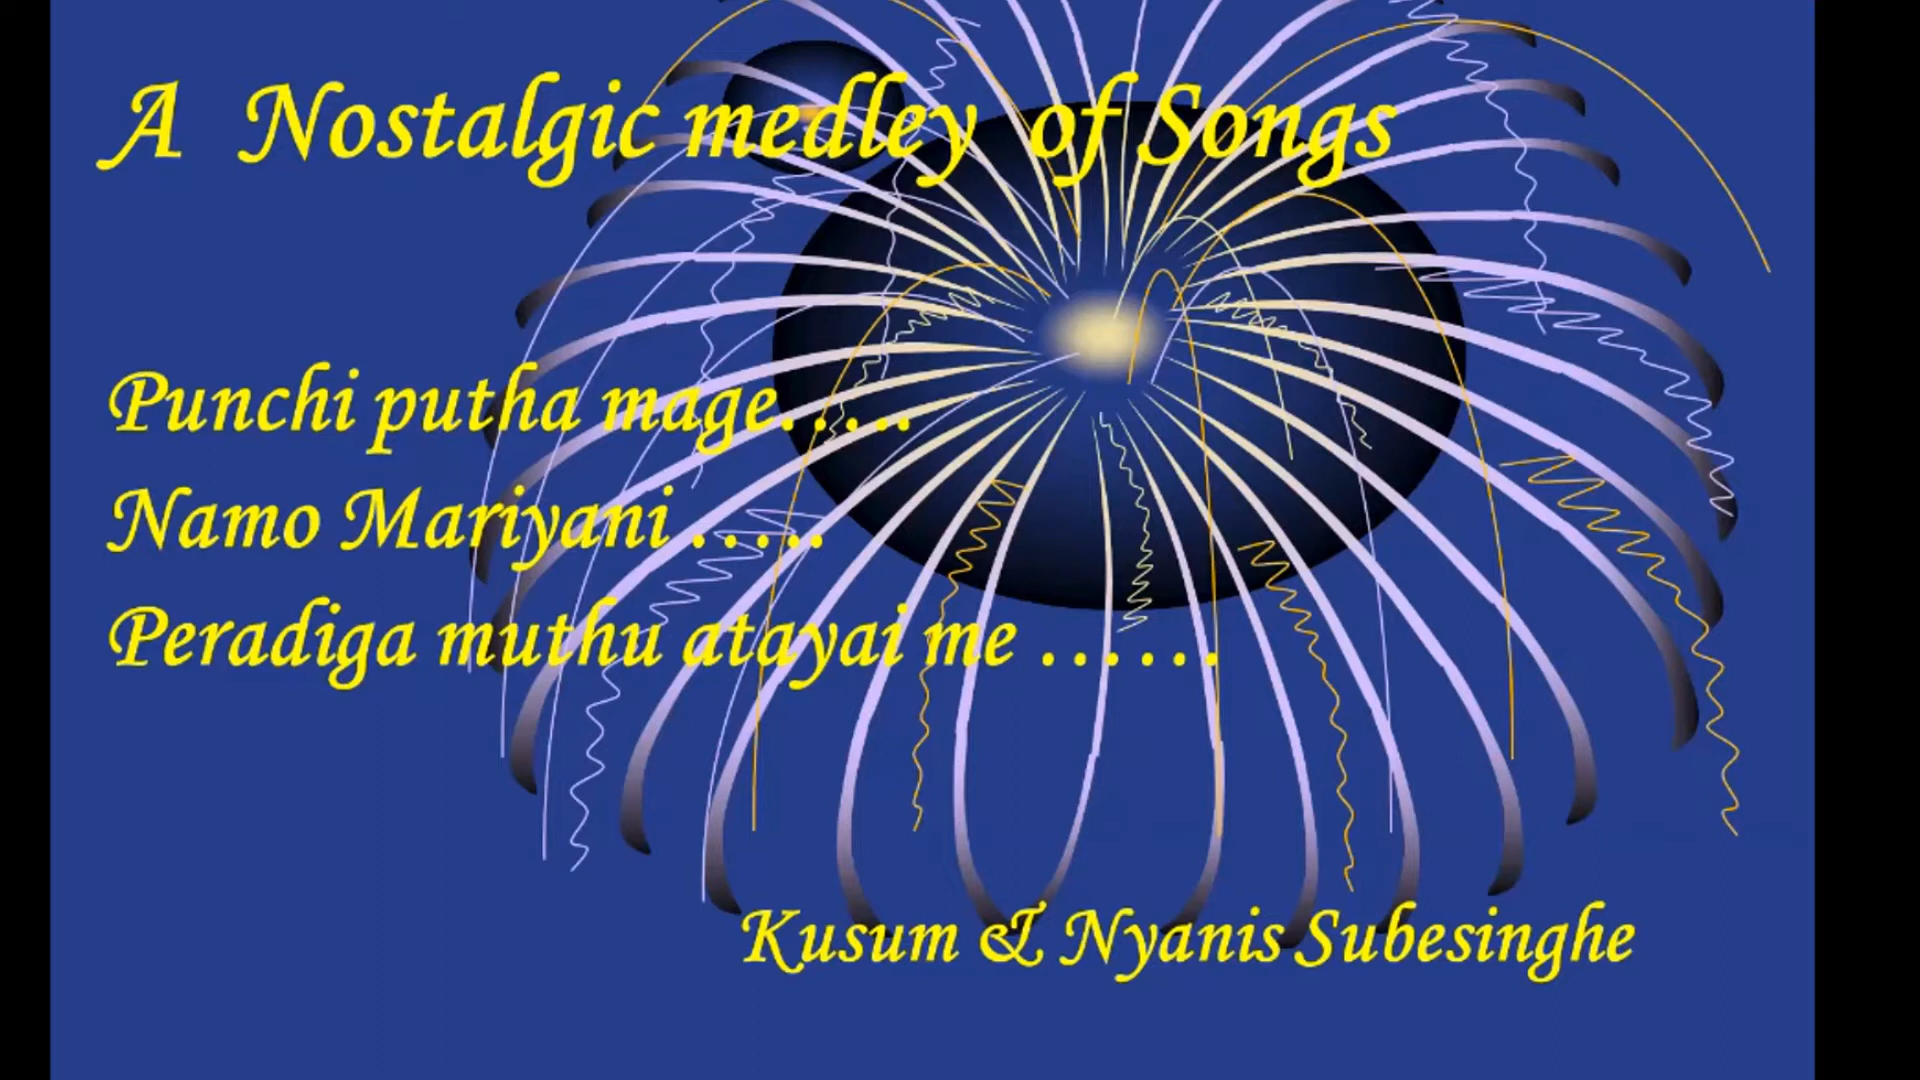 A Nostalgic medley of Songs
Punchi putha mage.....
Namo Mariyani .....
Peradiga muthu atayai me ......
Kusum & Nyanis Subesinghe